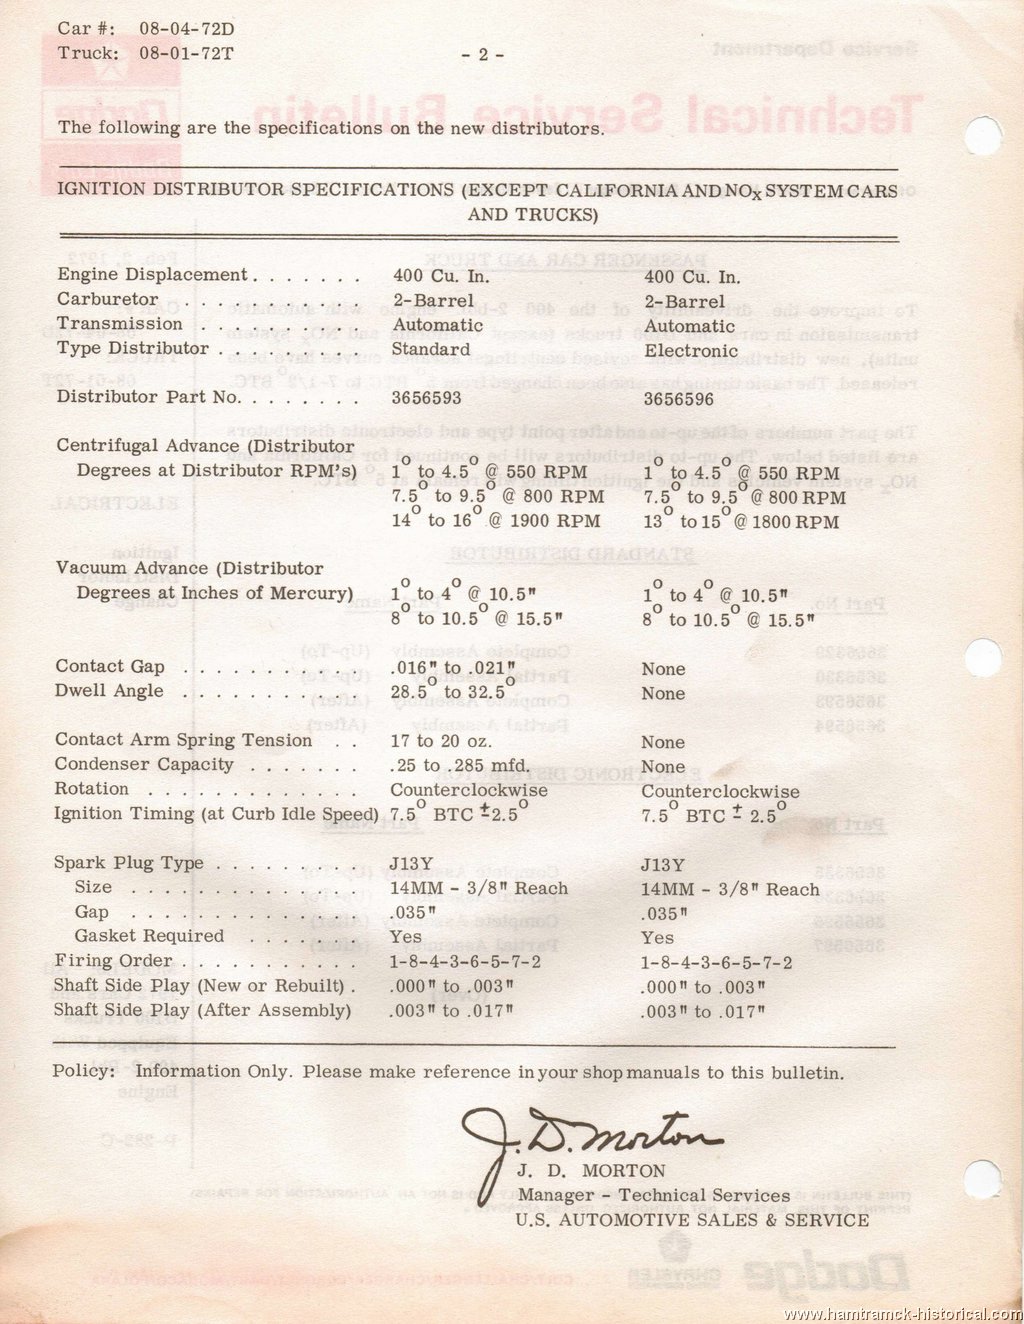 Car #: 08-04-72D
Truck: 08-01-72T
- 2 -
The following are the specifications on the new distributors.
IGNITION DISTRIBUTOR SPECIFICATIONS (EXCEPT CALIFORNIA AND NOx SYSTEM CARS
AND TRUCKS)
Engine Displacement . . . . . . . 400 Cu. In. 400 Cu. In.
Carburetor . . . . . . . . . . . 2-Barrel 2-Barrel
Transmission . . . . . . . . . . Automatic Automatic
Type Distributor . . . . . . . . . Standard Electronic
Distributor Part No. . . . . . . . 3656593 3656596
Centrifugal Advance (Distributor
Degrees at Distributor RPM's) 1° to 4.5° @ 550 RPM 1° to 4.5° @ 550 RPM
7.5° to 9.5° @ 800 RPM 7.5° to 9.5° @ 800 RPM
14° to 16° @ 1900 RPM 13° to 15° @ 1800 RPM
Vacuum Advance (Distributor
Degrees at Inches of Mercury) 1° to 4° @ 10.5" 1° to 4° @ 10.5"
8° to 10.5° @ 15.5" 8° to 10.5° @ 15.5"
Contact Gap . . . . . . . . . . . .016" to .021" None
Dwell Angle . . . . . . . . . . . 28.5° to 32.5° None
Contact Arm Spring Tension . . 17 to 20 oz. None
Condenser Capacity . . . . . . . .25 to .285 mfd. None
Rotation . . . . . . . . . . . . . Counterclockwise Counterclockwise
Ignition Timing (at Curb Idle Speed) 7.5° BTC ±2.5° 7.5° BTC ± 2.5°
Spark Plug Type . . . . . . . . . J13Y J13Y
Size . . . . . . . . . . . . . . 14MM - 3/8" Reach 14MM - 3/8" Reach
Gap . . . . . . . . . . . . . . .035" .035"
Gasket Required . . . . . . . Yes Yes
Firing Order . . . . . . . . . . . 1-8-4-3-6-5-7-2 1-8-4-3-6-5-7-2
Shaft Side Play (New or Rebuilt) . .000" to .003" .000" to .003"
Shaft Side Play (After Assembly) .003" to .017" .003" to .017"
Policy: Information Only. Please make reference in your shop manuals to this bulletin.
J. D. Morton
J. D. MORTON
Manager - Technical Services
U.S. AUTOMOTIVE SALES & SERVICE
www.hamtramck-historical.com